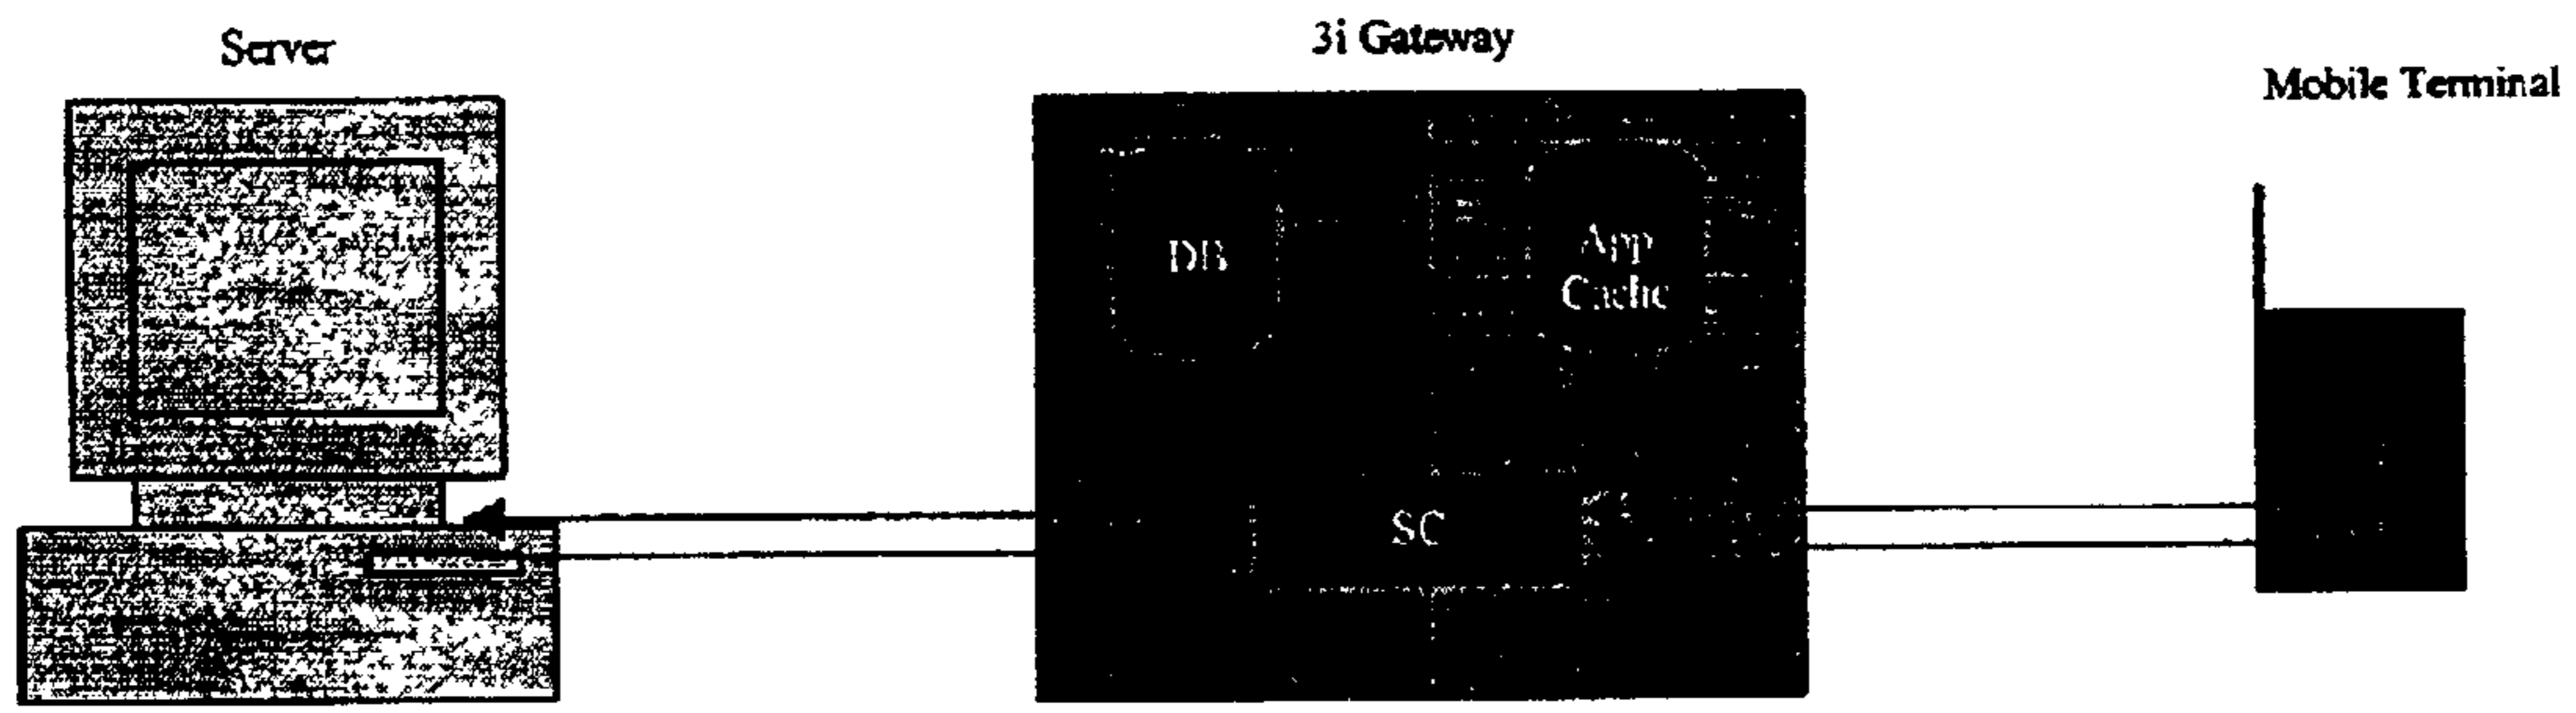 Server
3i Gateway
Mobile Terminal
DB
App
Cache
SC